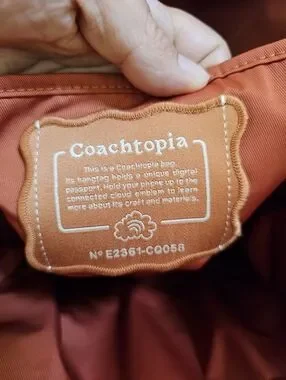 Coachtopia
This is a Coachtopia bag.
Its hangtag holds a unique digital
passport. Hold your phone up to the
connected cloud emblem to learn
more about its craft and materials.
Nº E2361-CQ058